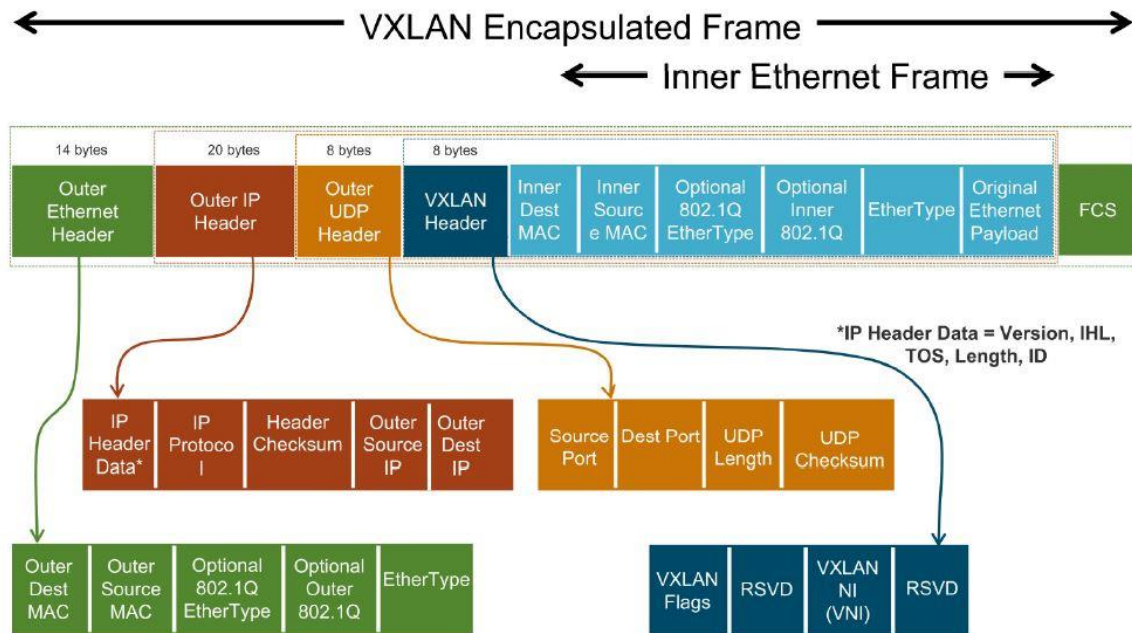 VXLAN Encapsulated Frame
Inner Ethernet Frame
14 bytes
20 bytes
8 bytes
8 bytes
Outer
Ethernet
Header
Outer IP
Header
Outer
UDP
Header
VXLAN
Header
Inner
Dest
MAC
Inner
Sourc
e MAC
Optional
802.1Q
EtherType
Optional
Inner
802.1Q
EtherType
Original
Ethernet
Payload
FCS
*IP Header Data = Version, IHL,
TOS, Length, ID
IP
Header
Data*
IP
Protoco
l
Header
Checksum
Outer
Source
IP
Outer
Dest
IP
Source
Port
Dest Port
UDP
Length
UDP
Checksum
Outer
Dest
MAC
Outer
Source
MAC
Optional
802.1Q
EtherType
Optional
Outer
802.1Q
EtherType
VXLAN
Flags
RSVD
VXLAN
NI
(VNI)
RSVD